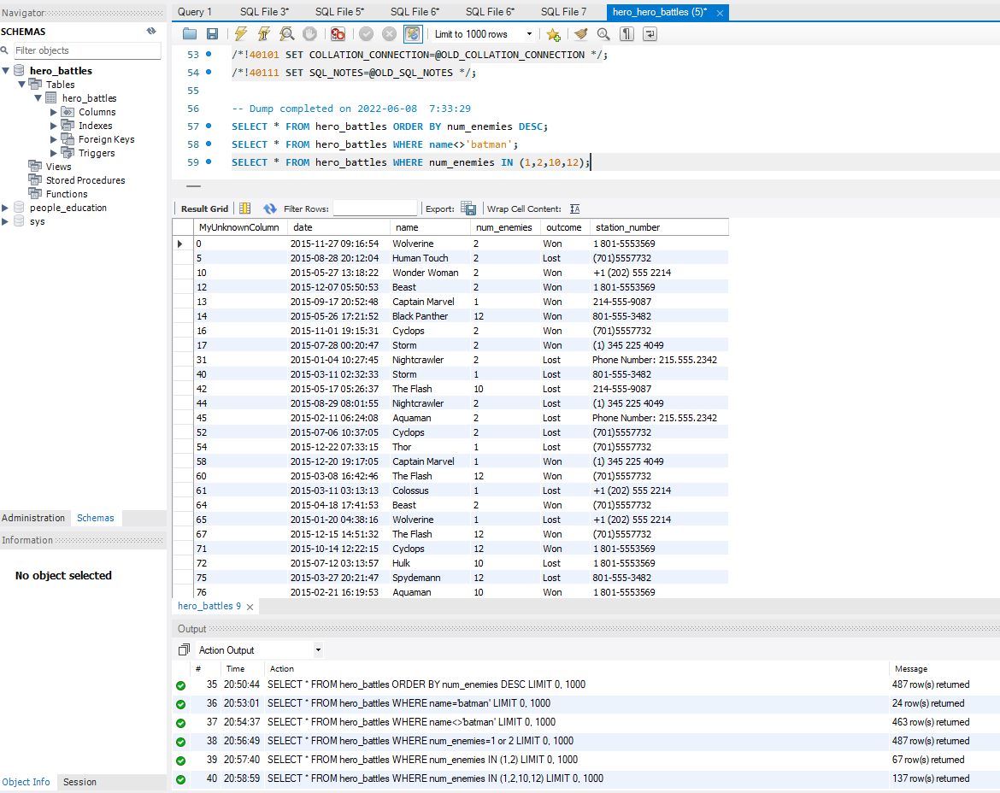 Navigator
Query 1 SQL File 3* SQL File 5* SQL File 6* SQL File 6* SQL File 7 hero_hero_battles (5)*
SCHEMAS
Limit to 1000 rows
Filter objects
hero_battles
Tables
hero_battles
Columns
Indexes
Foreign Keys
Triggers
Views
Stored Procedures
Functions
people_education
sys
53 /*!40101 SET COLLATION_CONNECTION=@OLD_COLLATION_CONNECTION */;
54 /*!40111 SET SQL_NOTES=@OLD_SQL_NOTES */;
55
56 -- Dump completed on 2022-06-08  7:33:29
57 SELECT * FROM hero_battles ORDER BY num_enemies DESC;
58 SELECT * FROM hero_battles WHERE name<>'batman';
59 SELECT * FROM hero_battles WHERE num_enemies IN (1,2,10,12);
Result Grid Filter Rows: Export: Wrap Cell Content: IA
MyUnknownColumn date name num_enemies outcome station_number
0 2015-11-27 09:16:54 Wolverine 2 Won 1 801-5553569
5 2015-08-28 20:12:04 Human Touch 2 Lost (701)5557732
10 2015-05-27 13:18:22 Wonder Woman 2 Won +1 (202) 555 2214
12 2015-12-07 05:50:53 Beast 2 Won 1 801-5553569
13 2015-09-17 20:52:48 Captain Marvel 1 Won 214-555-9087
14 2015-05-26 17:21:52 Black Panther 12 Won 801-555-3482
16 2015-11-01 19:15:31 Cyclops 2 Won (701)5557732
17 2015-07-28 00:20:47 Storm 2 Won (1) 345 225 4049
31 2015-01-04 10:27:45 Nightcrawler 2 Lost Phone Number: 215.555.2342
40 2015-03-11 02:32:33 Storm 1 Lost 801-555-3482
42 2015-05-17 05:26:37 The Flash 10 Lost 214-555-9087
44 2015-08-29 08:01:55 Nightcrawler 2 Lost (1) 345 225 4049
45 2015-02-11 06:24:08 Aquaman 2 Lost Phone Number: 215.555.2342
52 2015-07-06 10:37:05 Cyclops 2 Won (701)5557732
54 2015-12-22 07:33:15 Thor 1 Lost (701)5557732
58 2015-12-20 19:17:05 Captain Marvel 1 Won (1) 345 225 4049
60 2015-03-08 16:42:46 The Flash 12 Won (701)5557732
61 2015-03-11 03:13:13 Colossus 1 Lost +1 (202) 555 2214
64 2015-04-18 17:41:53 Beast 2 Won (701)5557732
65 2015-01-20 04:38:16 Wolverine 1 Lost +1 (202) 555 2214
67 2015-12-15 14:51:32 The Flash 12 Won (701)5557732
71 2015-10-14 12:22:15 Cyclops 12 Won 1 801-5553569
72 2015-07-12 03:13:57 Hulk 10 Lost 1 801-5553569
75 2015-03-27 20:21:47 Spydemann 12 Lost 801-555-3482
76 2015-02-21 16:19:53 Aquaman 10 Won 1 801-5553569
Administration Schemas
Information
No object selected
Object Info Session
hero_battles 9
Output
Action Output
# Time Action Message
35 20:50:44 SELECT * FROM hero_battles ORDER BY num_enemies DESC LIMIT 0, 1000 487 row(s) returned
36 20:53:01 SELECT * FROM hero_battles WHERE name='batman' LIMIT 0, 1000 24 row(s) returned
37 20:54:37 SELECT * FROM hero_battles WHERE name<>'batman' LIMIT 0, 1000 463 row(s) returned
38 20:56:49 SELECT * FROM hero_battles WHERE num_enemies=1 or 2 LIMIT 0, 1000 487 row(s) returned
39 20:57:40 SELECT * FROM hero_battles WHERE num_enemies IN (1,2) LIMIT 0, 1000 67 row(s) returned
40 20:58:59 SELECT * FROM hero_battles WHERE num_enemies IN (1,2,10,12) LIMIT 0, 1000 137 row(s) returned